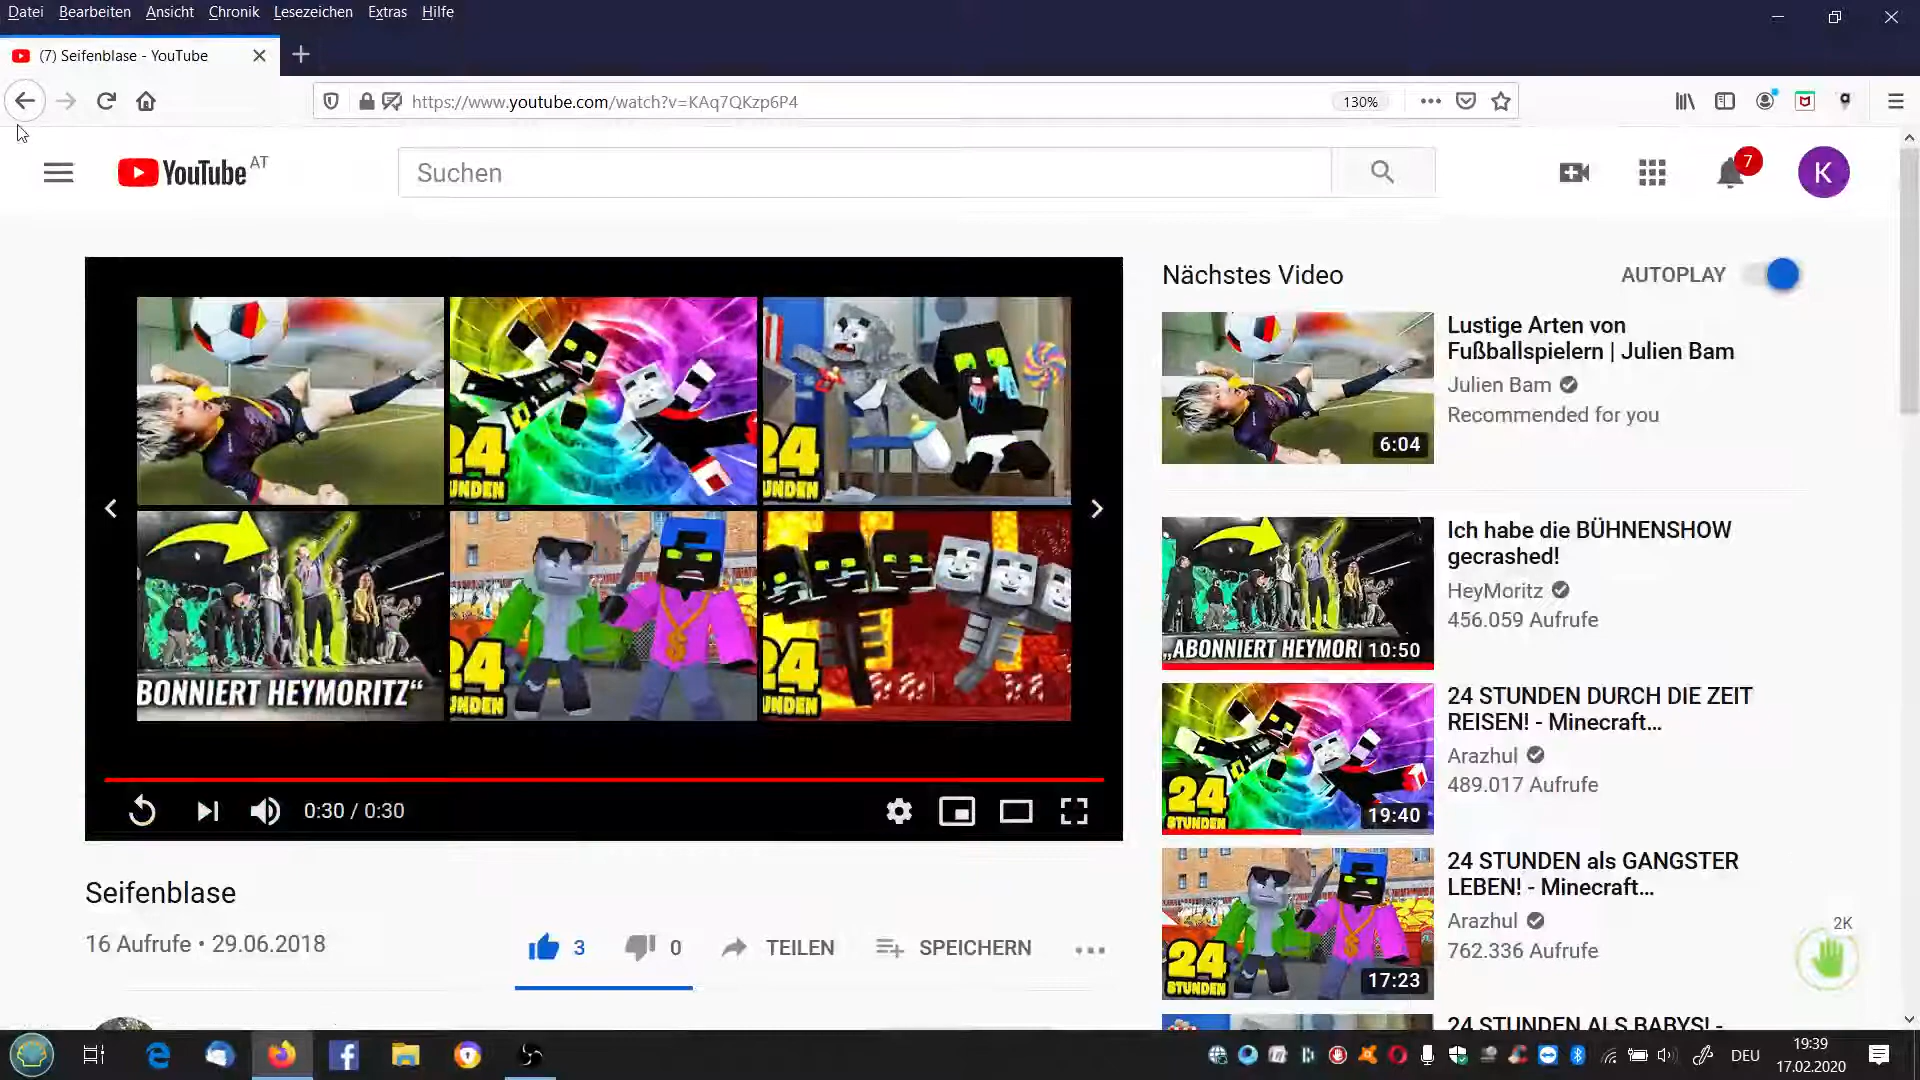 Datei Bearbeiten Ansicht Chronik Lesezeichen Extras Hilfe
(7) Seifenblase - YouTube
https://www.youtube.com/watch?v=KAq7QKzp6P4
130%
YouTube AT
Suchen
7
K
Nächstes Video
AUTOPLAY
Lustige Arten von
Fußballspielern | Julien Bam
Julien Bam
Recommended for you
6:04
24
UNDEN
24
UNDEN
BONNIERT HEYMORITZ“
24
UNDEN
24
UNDEN
Ich habe die BÜHNENSHOW
gecrashed!
HeyMoritz
456.059 Aufrufe
„ABONNIERT HEYMORI
10:50
24 STUNDEN DURCH DIE ZEIT
REISEN! - Minecraft...
Arazhul
489.017 Aufrufe
24
STUNDEN
19:40
0:30 / 0:30
Seifenblase
16 Aufrufe • 29.06.2018
3
0
TEILEN
SPEICHERN
24 STUNDEN als GANGSTER
LEBEN! - Minecraft...
Arazhul
762.336 Aufrufe
24
STUNDEN
17:23
2K
24 STUNDEN ALS BABYS! -
DEU
19:39
17.02.2020